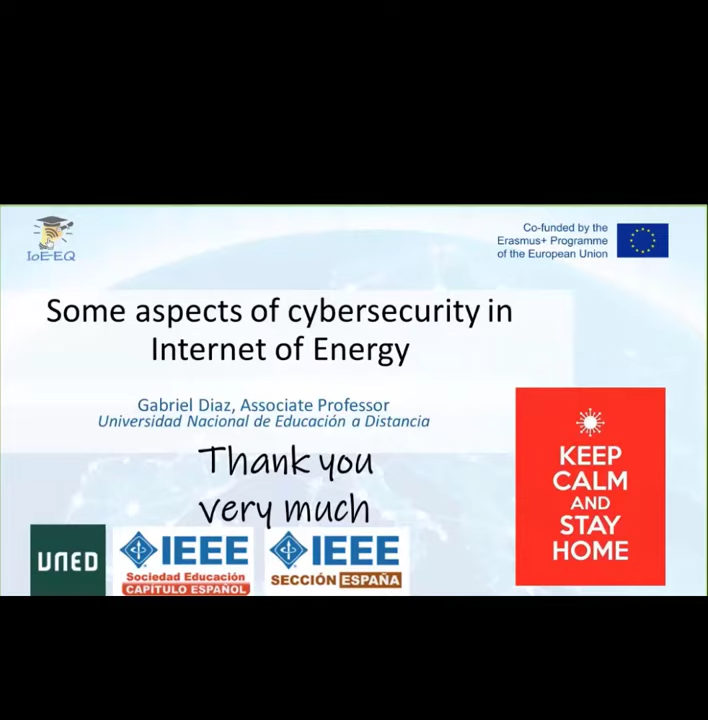 IoE-EQ
Co-funded by the
Erasmus+ Programme
of the European Union
Some aspects of cybersecurity in
Internet of Energy
Gabriel Diaz, Associate Professor
Universidad Nacional de Educación a Distancia
Thank you
very much
KEEP
CALM
AND
STAY
HOME
UNED
IEEE
Sociedad Educación
CAPÍTULO ESPAÑOL
IEEE
SECCIÓN ESPAÑA